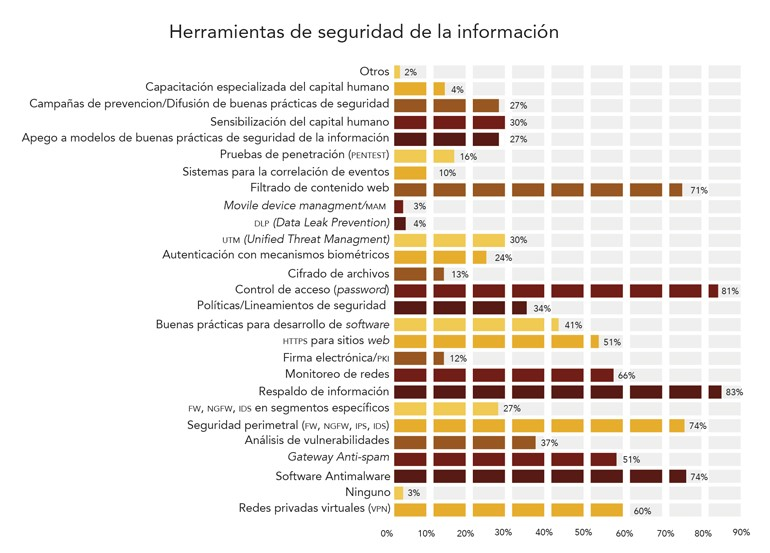 Herramientas de seguridad de la información
Otros 2%
Capacitación especializada del capital humano 4%
Campañas de prevencion/Difusión de buenas prácticas de seguridad 27%
Sensibilización del capital humano 30%
Apego a modelos de buenas prácticas de seguridad de la información 27%
Pruebas de penetración (PENTEST) 16%
Sistemas para la correlación de eventos 10%
Filtrado de contenido web 71%
Movile device managment/MAM 3%
DLP (Data Leak Prevention) 4%
UTM (Unified Threat Managment) 30%
Autenticación con mecanismos biométricos 24%
Cifrado de archivos 13%
Control de acceso (password) 81%
Políticas/Lineamientos de seguridad 34%
Buenas prácticas para desarrollo de software 41%
HTTPS para sitios web 51%
Firma electrónica/PKI 12%
Monitoreo de redes 66%
Respaldo de información 83%
FW, NGFW, IDS en segmentos específicos 27%
Seguridad perimetral (FW, NGFW, IPS, IDS) 74%
Análisis de vulnerabilidades 37%
Gateway Anti-spam 51%
Software Antimalware 74%
Ninguno 3%
Redes privadas virtuales (VPN) 60%
0% 10% 20% 30% 40% 50% 60% 70% 80% 90%